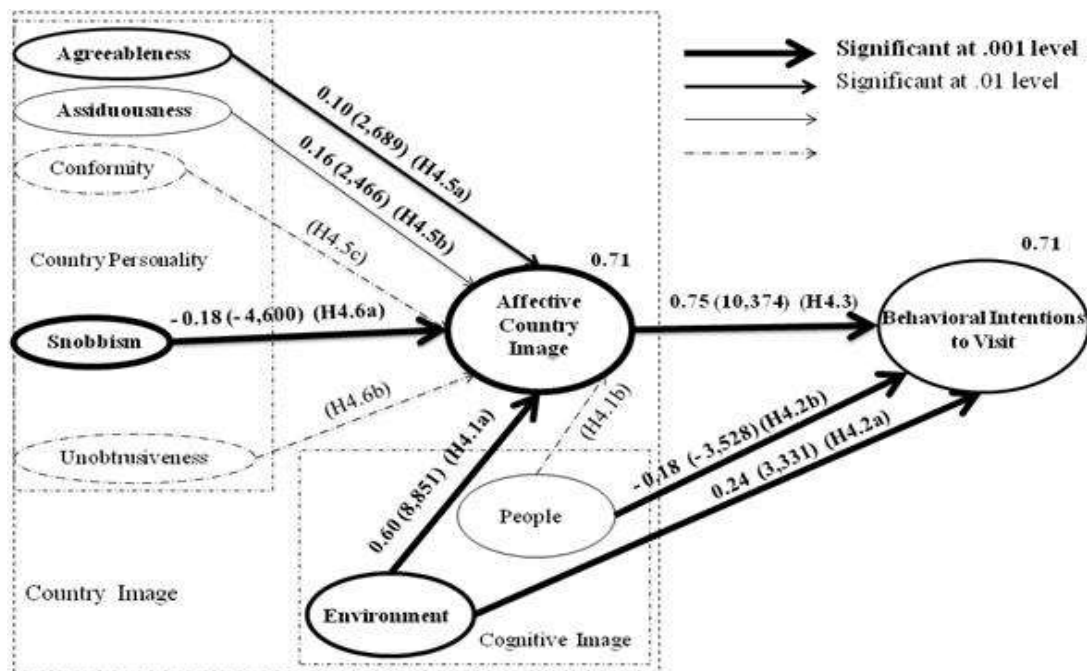 Agreeableness
Assiduousness
Conformity
Country Personality
Snobbism
Unobtrusiveness
Country Image
0.10 (2,689) (H4.5a)
0.16 (2,466) (H4.5b)
(H4.5c)
- 0.18 (- 4,600) (H4.6a)
(H4.6b)
Affective
Country
Image
0.71
0.60 (8,851) (H4.1a)
(H4.1b)
People
Environment
Cognitive Image
0.75 (10,374) (H4.3)
- 0,18 (- 3,528) (H4.2b)
0.24 (3,331) (H4.2a)
0.71
Behavioral Intentions
to Visit
Significant at .001 level
Significant at .01 level